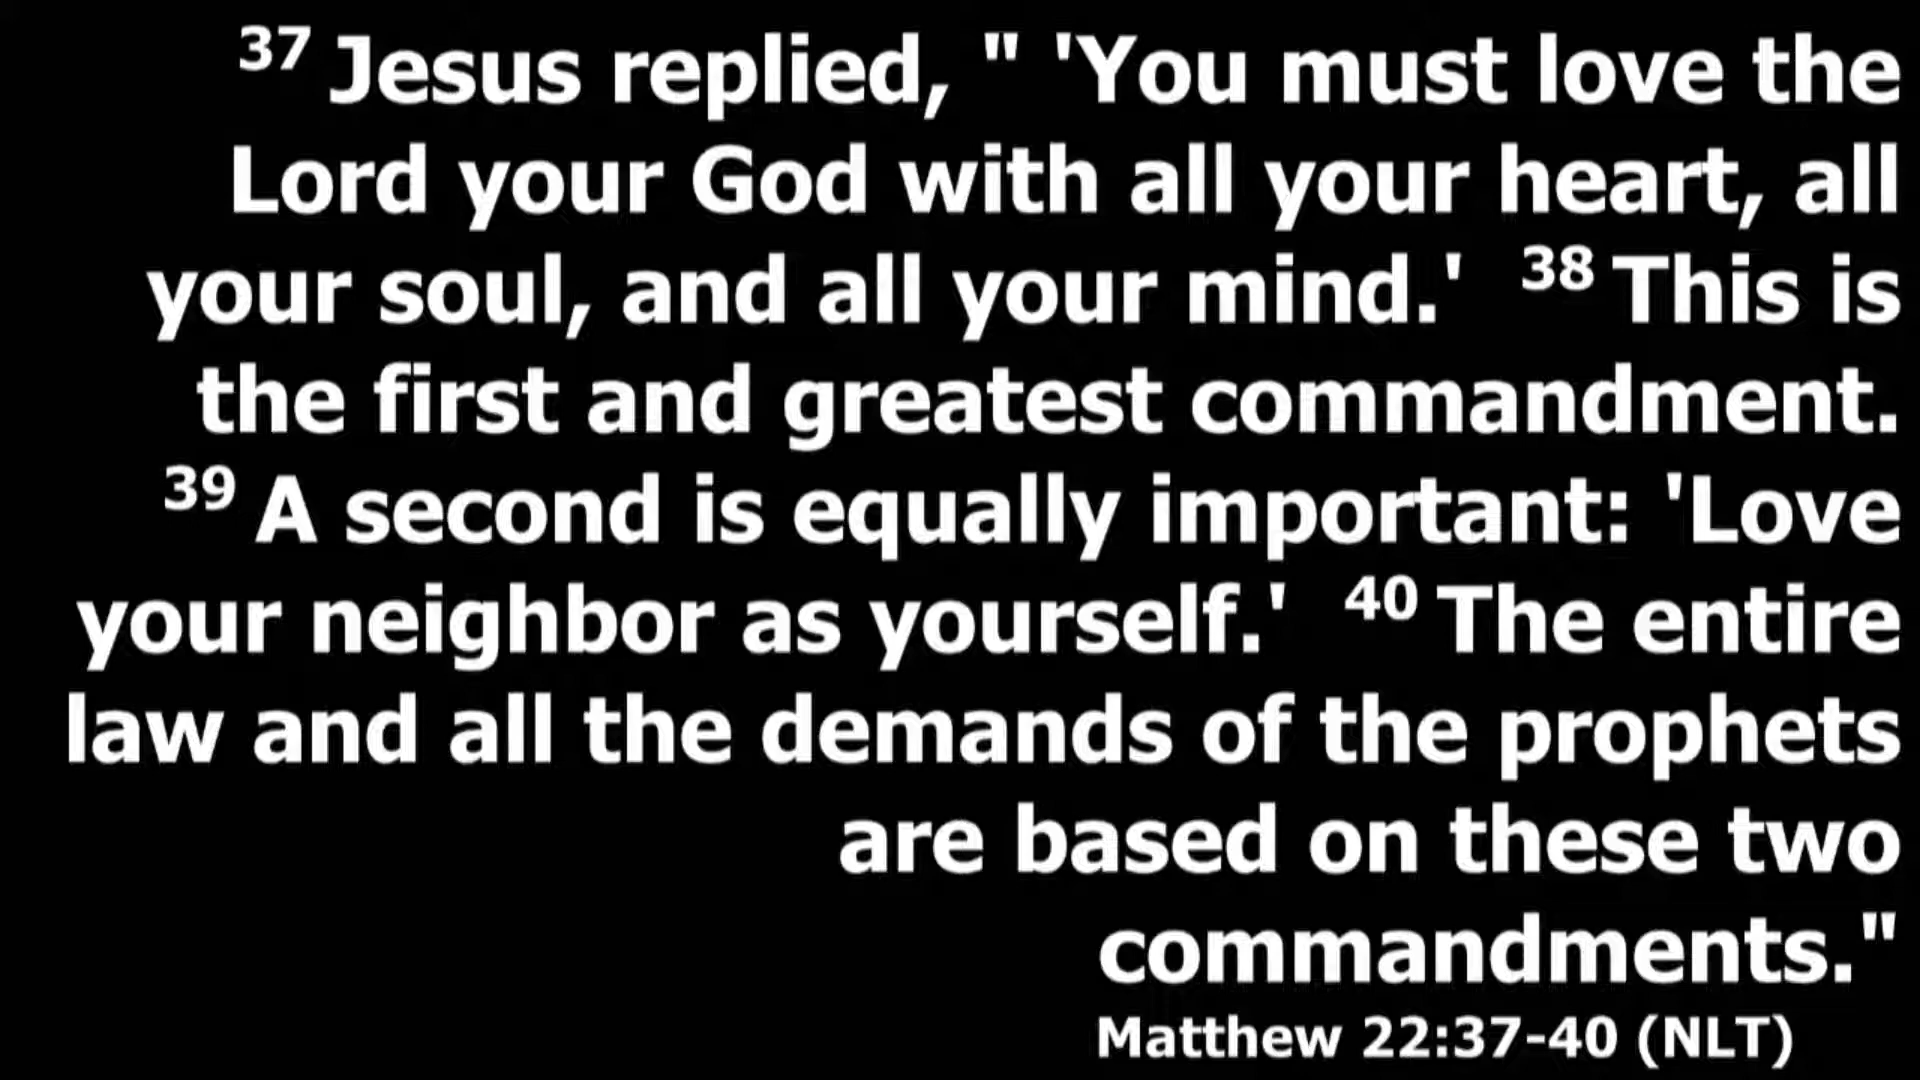 37 Jesus replied, " 'You must love the
Lord your God with all your heart, all
your soul, and all your mind.' 38 This is
the first and greatest commandment.
39 A second is equally important: 'Love
your neighbor as yourself.' 40 The entire
law and all the demands of the prophets
are based on these two
commandments."
Matthew 22:37-40 (NLT)